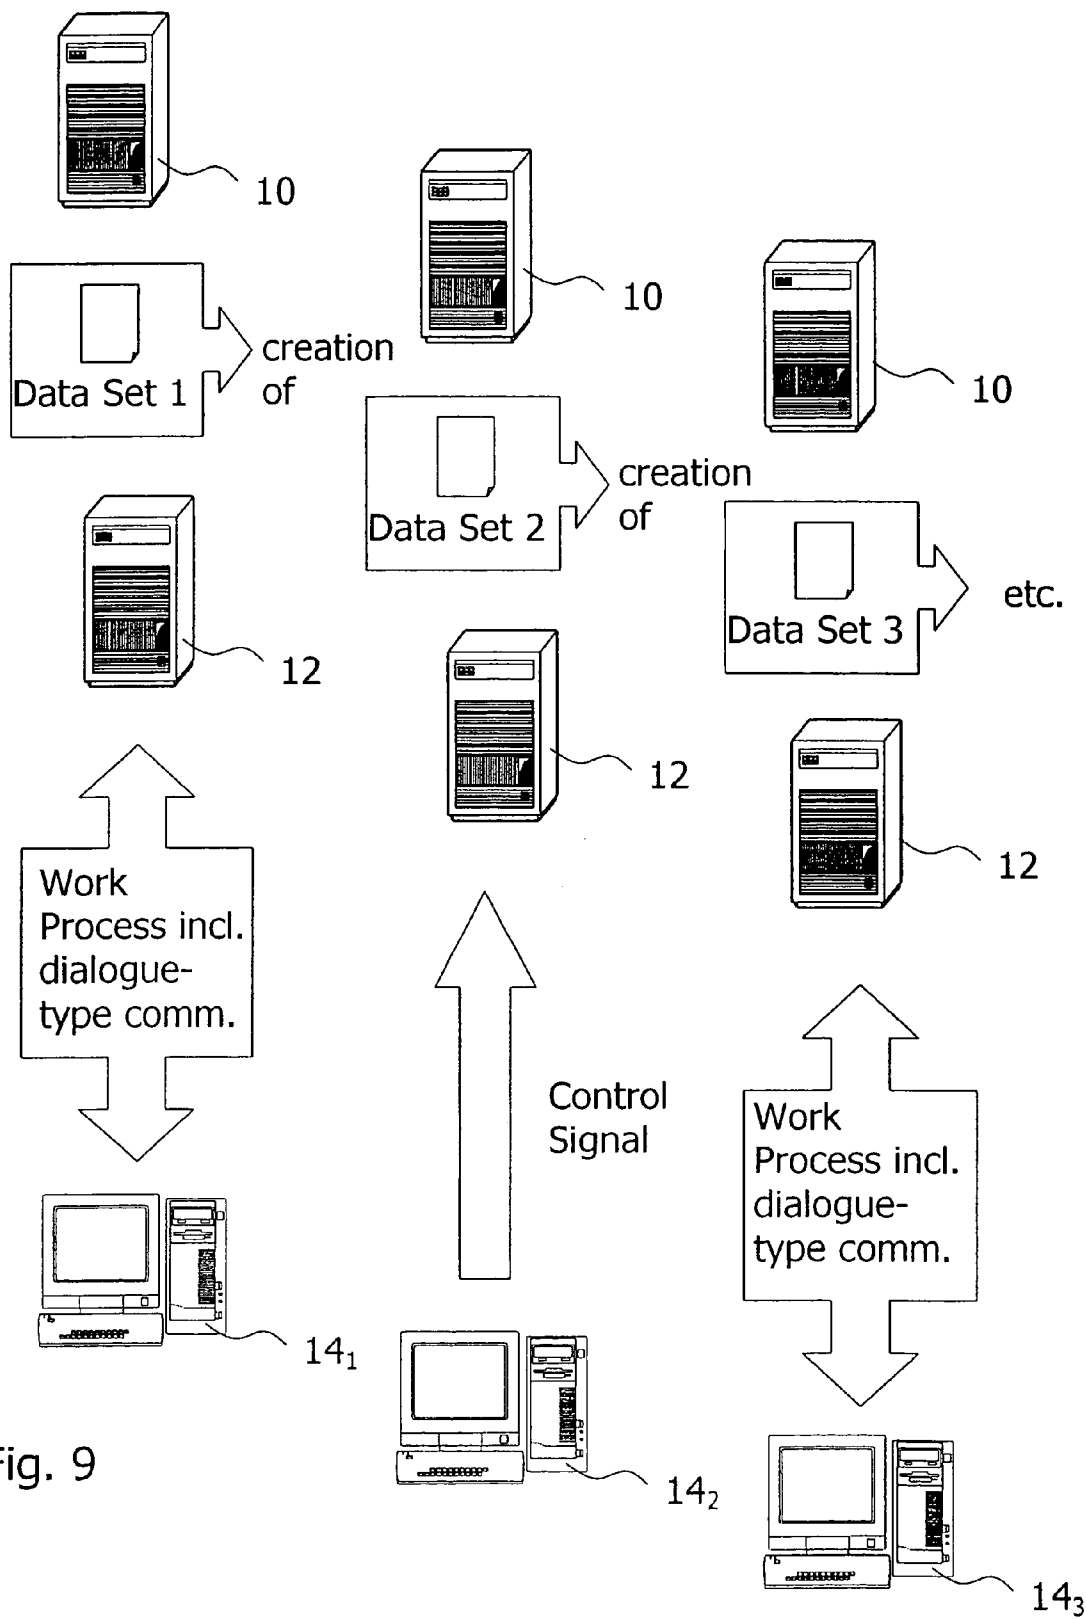 10
10
10
creation
of
Data Set 1
creation
of
Data Set 2
etc.
Data Set 3
12
12
12
Work
Process incl.
dialogue-
type comm.
Control
Signal
Work
Process incl.
dialogue-
type comm.
14₁
14₂
14₃
Fig. 9